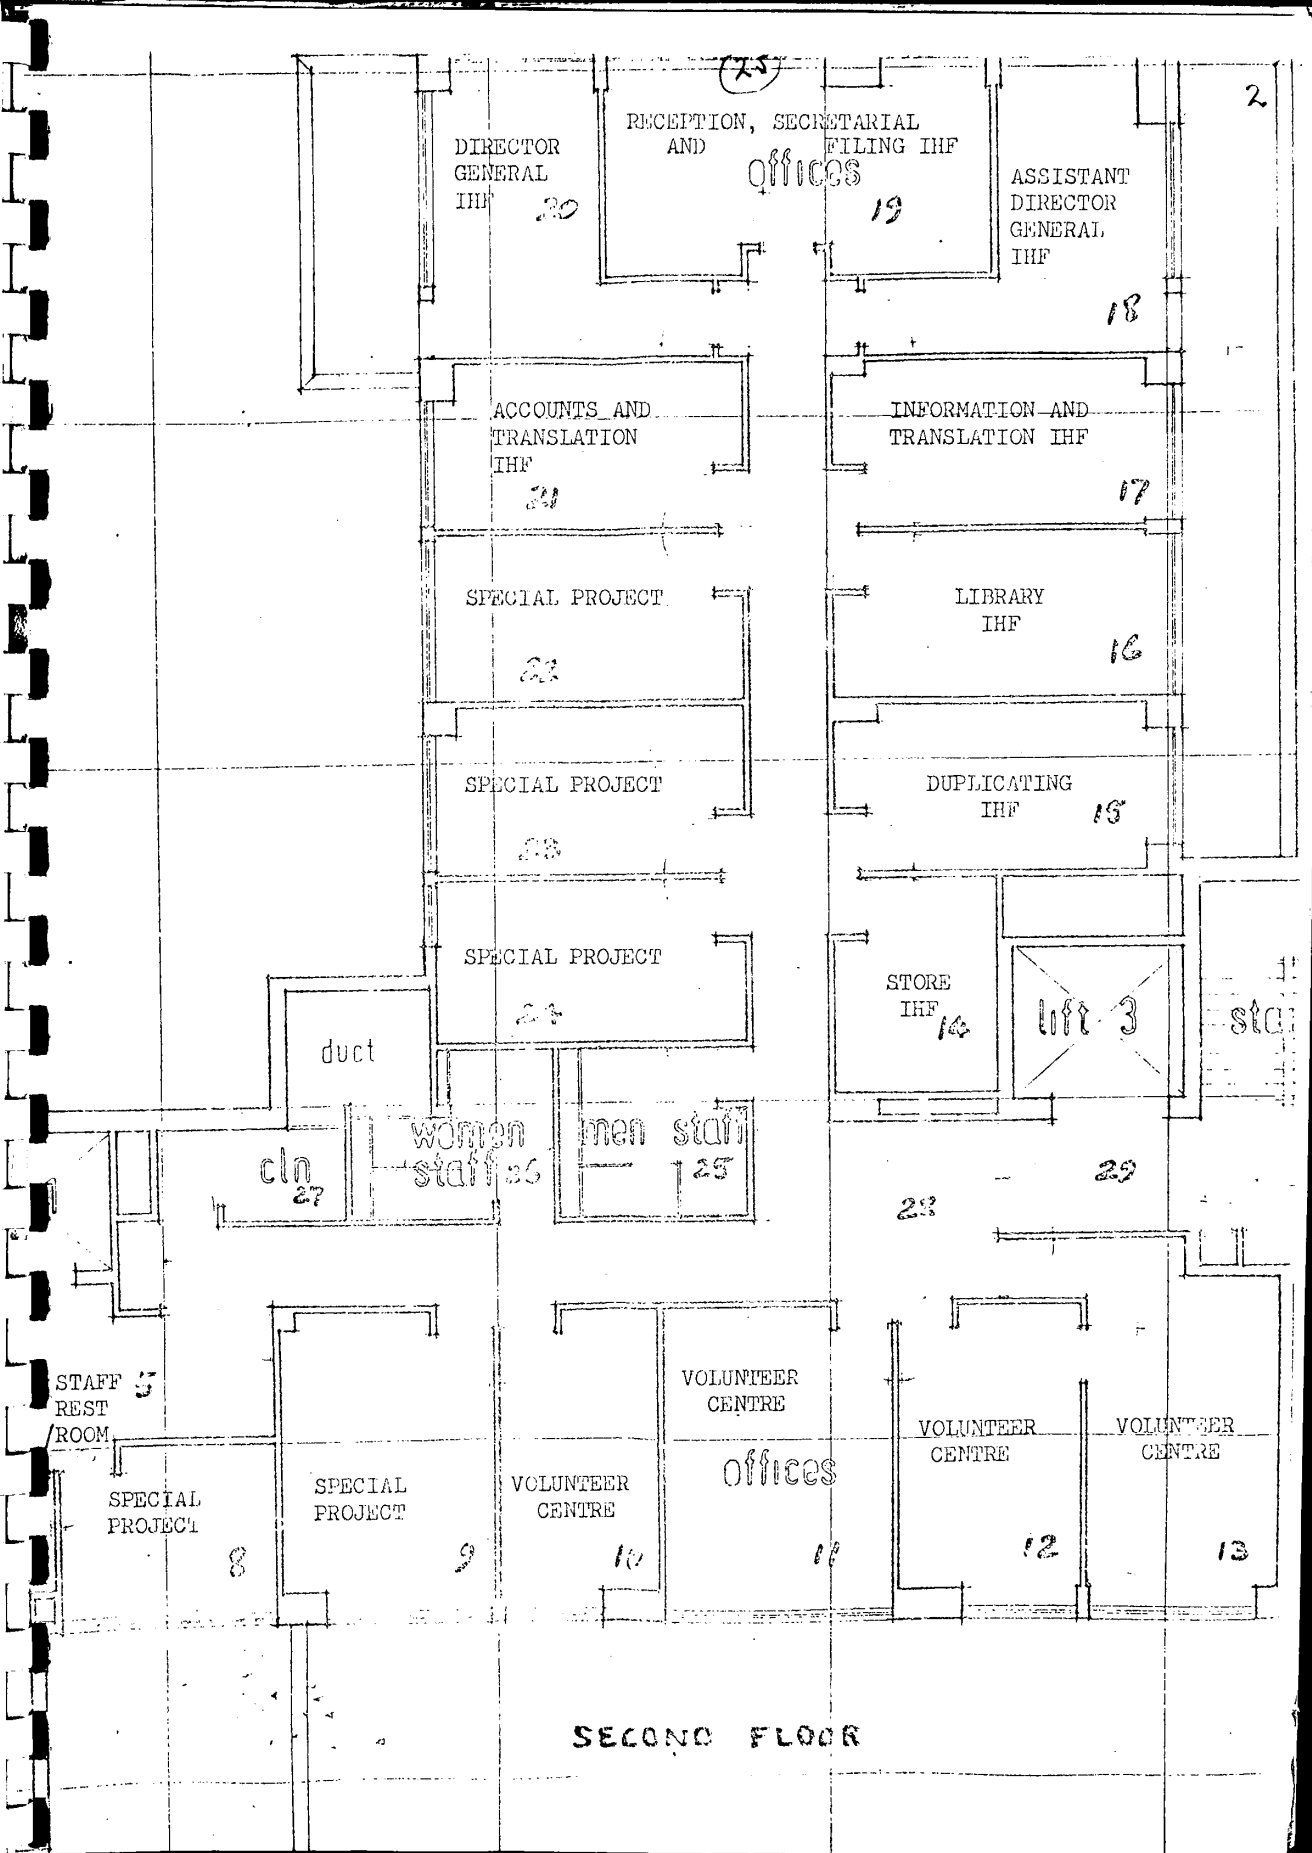 25
2
DIRECTOR
GENERAL
IHF
20
RECEPTION, SECRETARIAL
AND FILING IHF
offices
19
ASSISTANT
DIRECTOR
GENERAL
IHF
18
ACCOUNTS AND
TRANSLATION
IHF
21
INFORMATION AND
TRANSLATION IHF
17
SPECIAL PROJECT
22
LIBRARY
IHF
16
SPECIAL PROJECT
23
DUPLICATING
IHF
15
SPECIAL PROJECT
24
STORE
IHF
14
lift 3
duct
women
staff 26
men staff
25
cln
27
28
29
STAFF 5
REST
ROOM
SPECIAL
PROJECT
8
SPECIAL
PROJECT
9
VOLUNTEER
CENTRE
10
VOLUNTEER
CENTRE
offices
11
VOLUNTEER
CENTRE
12
VOLUNTEER
CENTRE
13
SECOND FLOOR